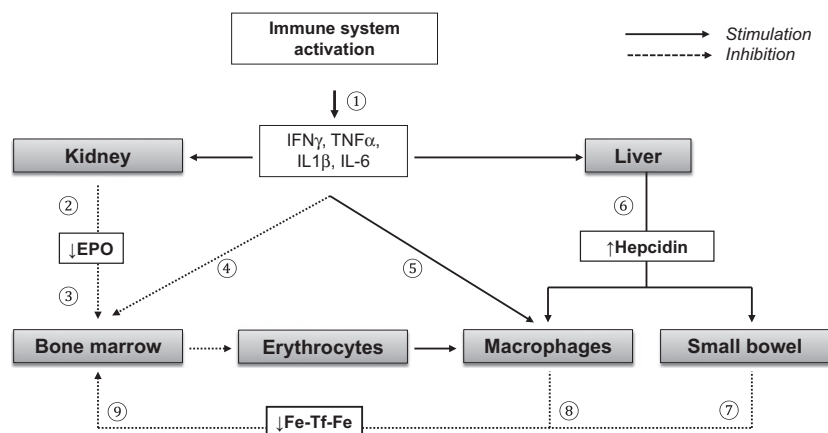 Immune system
activation
Stimulation
Inhibition
①
IFNγ, TNFα,
IL1β, IL-6
Kidney
Liver
②
⑥
↓EPO
↑Hepcidin
④
⑤
③
Bone marrow
Erythrocytes
Macrophages
Small bowel
⑨
↓Fe-Tf-Fe
⑧
⑦